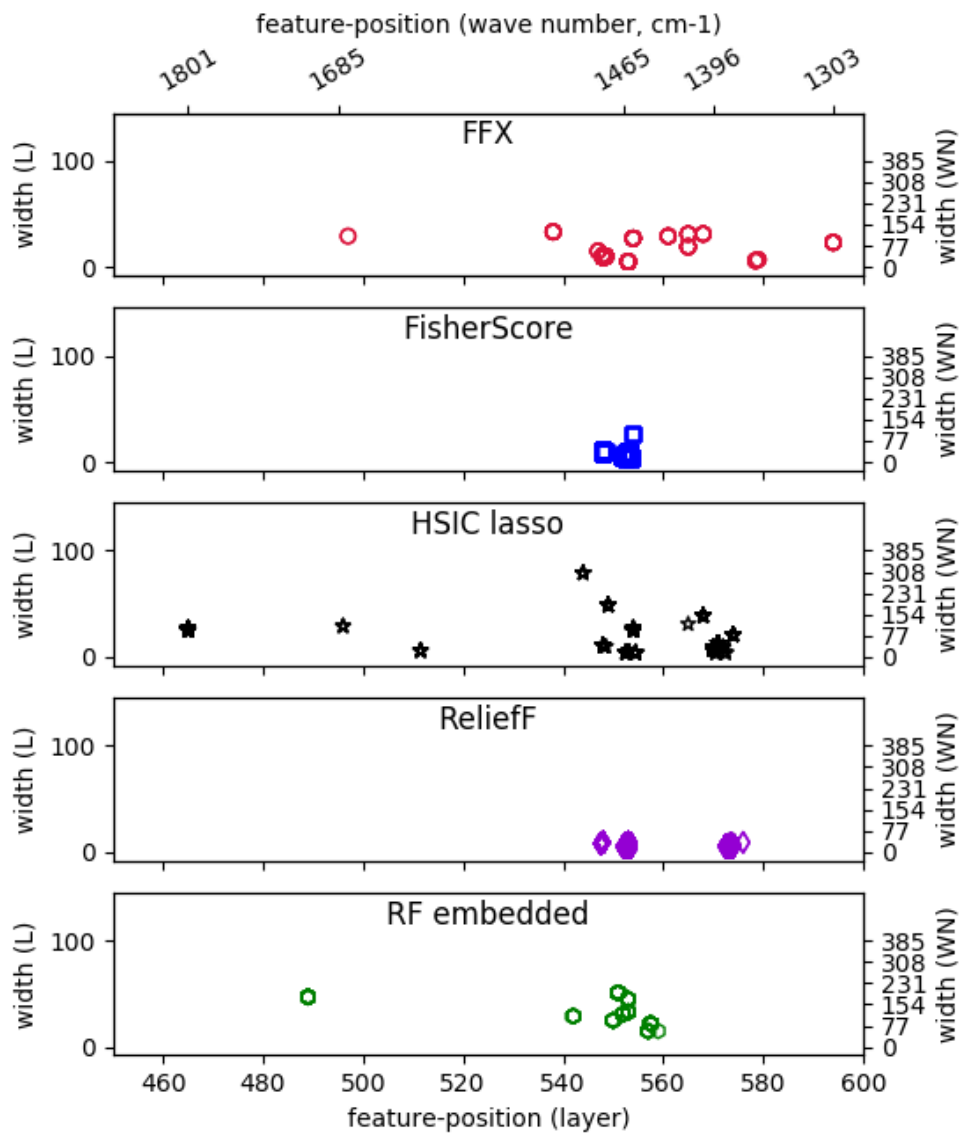 feature-position (wave number, cm-1)
1801 1685 1465 1396 1303
FFX
width (L)
100
0
385
308
231
154
77
0
width (WN)
FisherScore
width (L)
100
0
385
308
231
154
77
0
width (WN)
HSIC lasso
width (L)
100
0
385
308
231
154
77
0
width (WN)
ReliefF
width (L)
100
0
385
308
231
154
77
0
width (WN)
RF embedded
width (L)
100
0
385
308
231
154
77
0
width (WN)
460 480 500 520 540 560 580 600
feature-position (layer)